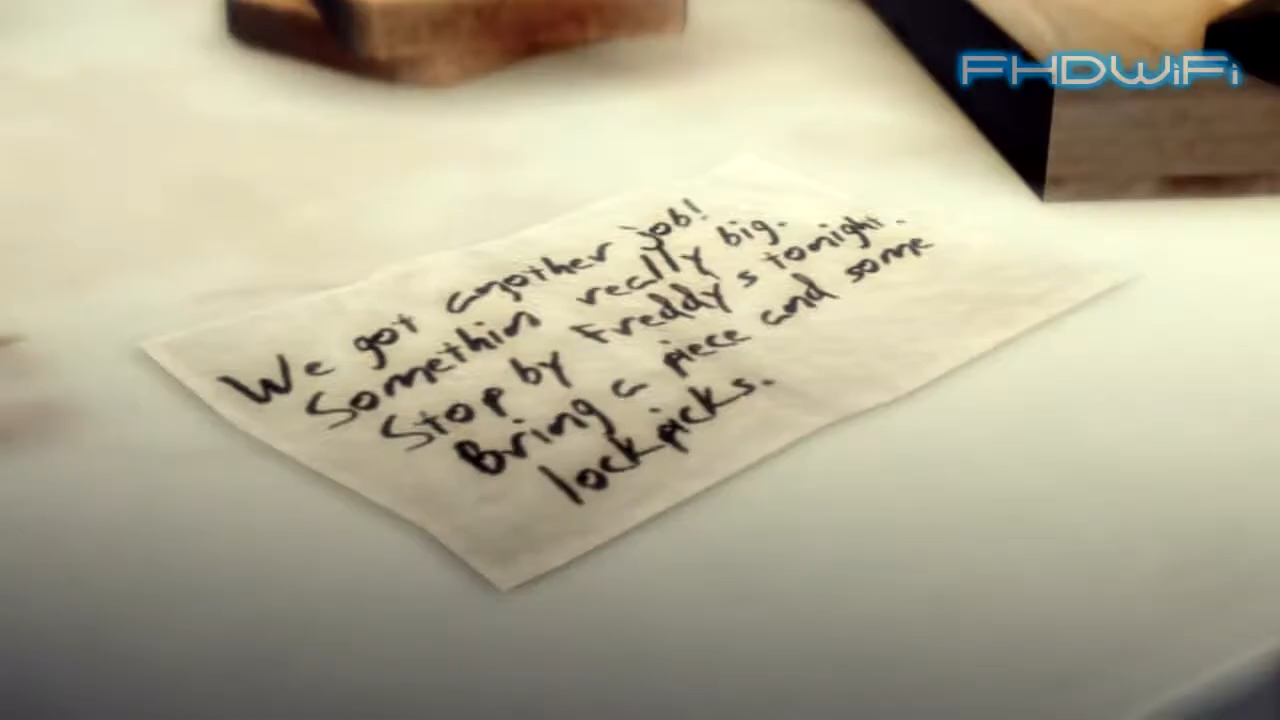 FHDWiFi
We got another job!
Somethin really big.
Stop by Freddy's tonight.
Bring a piece and some
lockpicks.